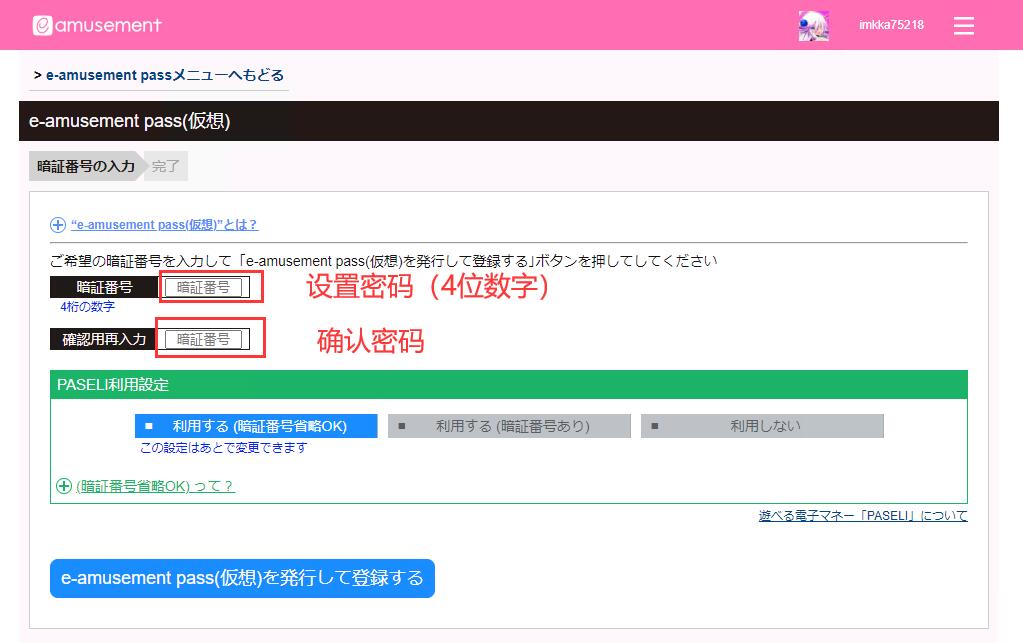 e amusement
imkka75218
> e-amusement passメニューへもどる
e-amusement pass(仮想)
暗証番号の入力 完了
“e-amusement pass(仮想)”とは？
ご希望の暗証番号を入力して「e-amusement pass(仮想)を発行して登録する」ボタンを押してしてください
暗証番号 暗証番号 设置密码（4位数字）
4桁の数字
確認用再入力 暗証番号 确认密码
PASELI利用設定
■ 利用する (暗証番号省略OK) ■ 利用する (暗証番号あり) ■ 利用しない
この設定はあとで変更できます
(暗証番号省略OK) って？
遊べる電子マネー「PASELI」について
e-amusement pass(仮想)を発行して登録する